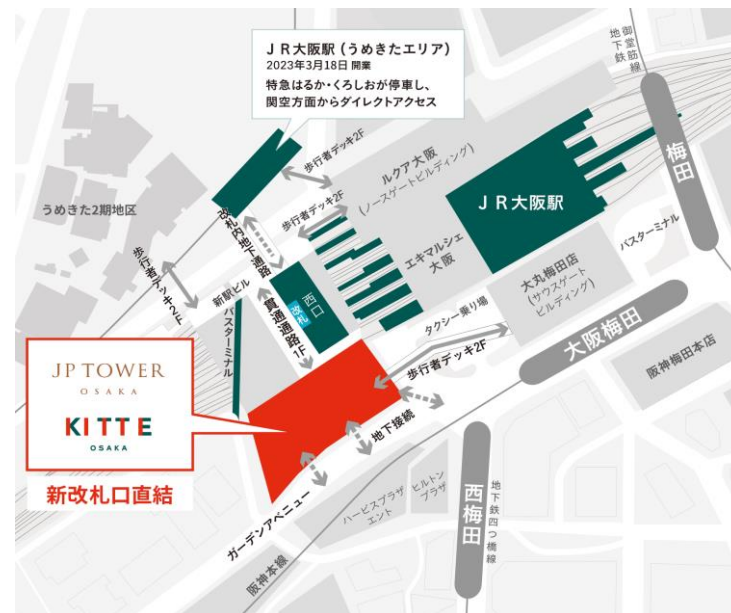 JR大阪駅（うめきたエリア）
2023年3月18日 開業
特急はるか・くろしおが停車し、
関空方面からダイレクトアクセス
地下鉄
御堂筋線
梅田
歩行者デッキ2F
ルクア大阪
（ノースゲートビルディング）
JR大阪駅
うめきた2期地区
改札内地下通路
歩行者デッキ2F
歩行者デッキ2F
エキマルシェ
大阪
バスターミナル
大丸梅田店
（サウスゲート
ビルディング）
新駅ビル
バスターミナル
西口
改札
貫通通路1F
タクシー乗り場
歩行者デッキ2F
大阪梅田
阪神梅田本店
JP TOWER
OSAKA
KITTE
OSAKA
新改札口直結
地下接続
ガーデンアベニュー
ハービスプラザ
エント
ヒルトン
プラザ
西梅田
地下鉄四つ橋線
阪神本線